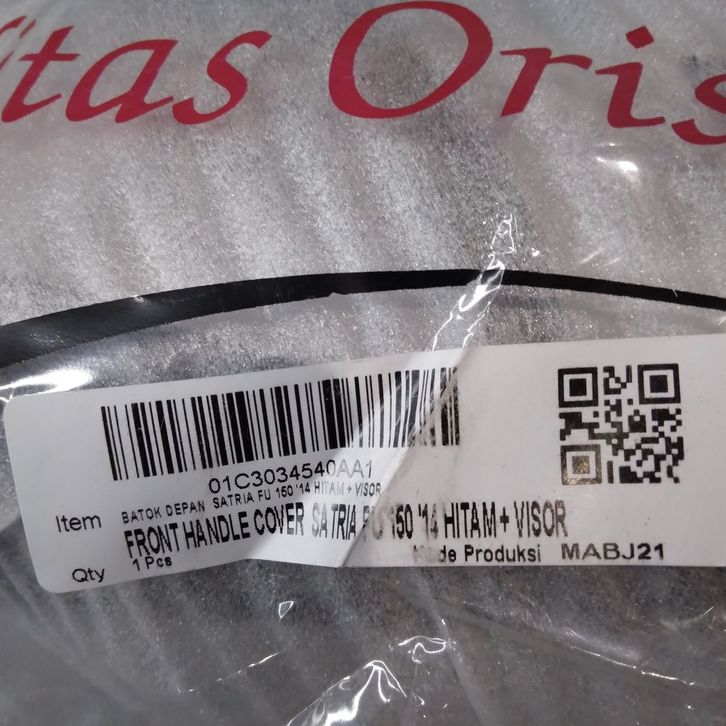 itas Oris
01C3034540AA1
Item BATOK DEPAN SATRIA FU 150 '14 HITAM + VISOR
FRONT HANDLE COVER SATRIA FU 150 '14 HITAM + VISOR
Qty 1 Pcs Kode Produksi MABJ21